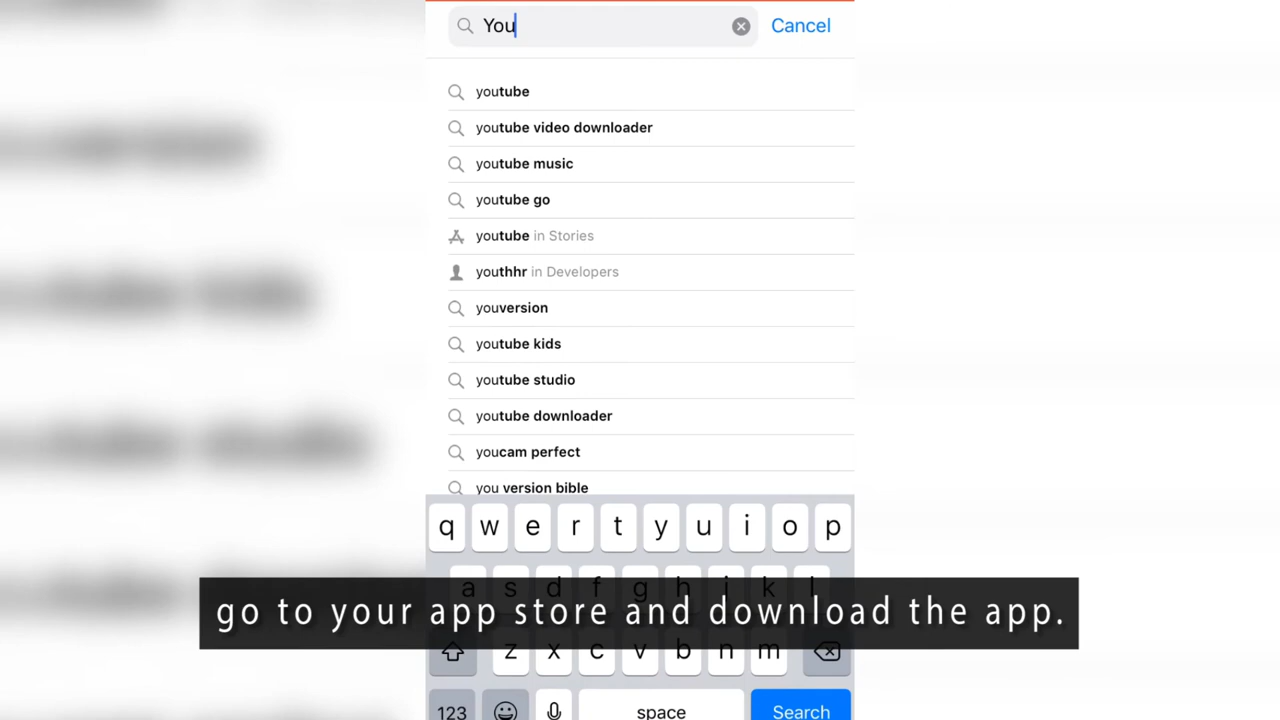 You
Cancel
youtube
youtube video downloader
youtube music
youtube go
youtube in Stories
youthhr in Developers
youversion
youtube kids
youtube studio
youtube downloader
youcam perfect
you version bible
q w e r t y u i o p
a s d f g h j k l
go to your app store and download the app.
z x c v b n m
123 space Search